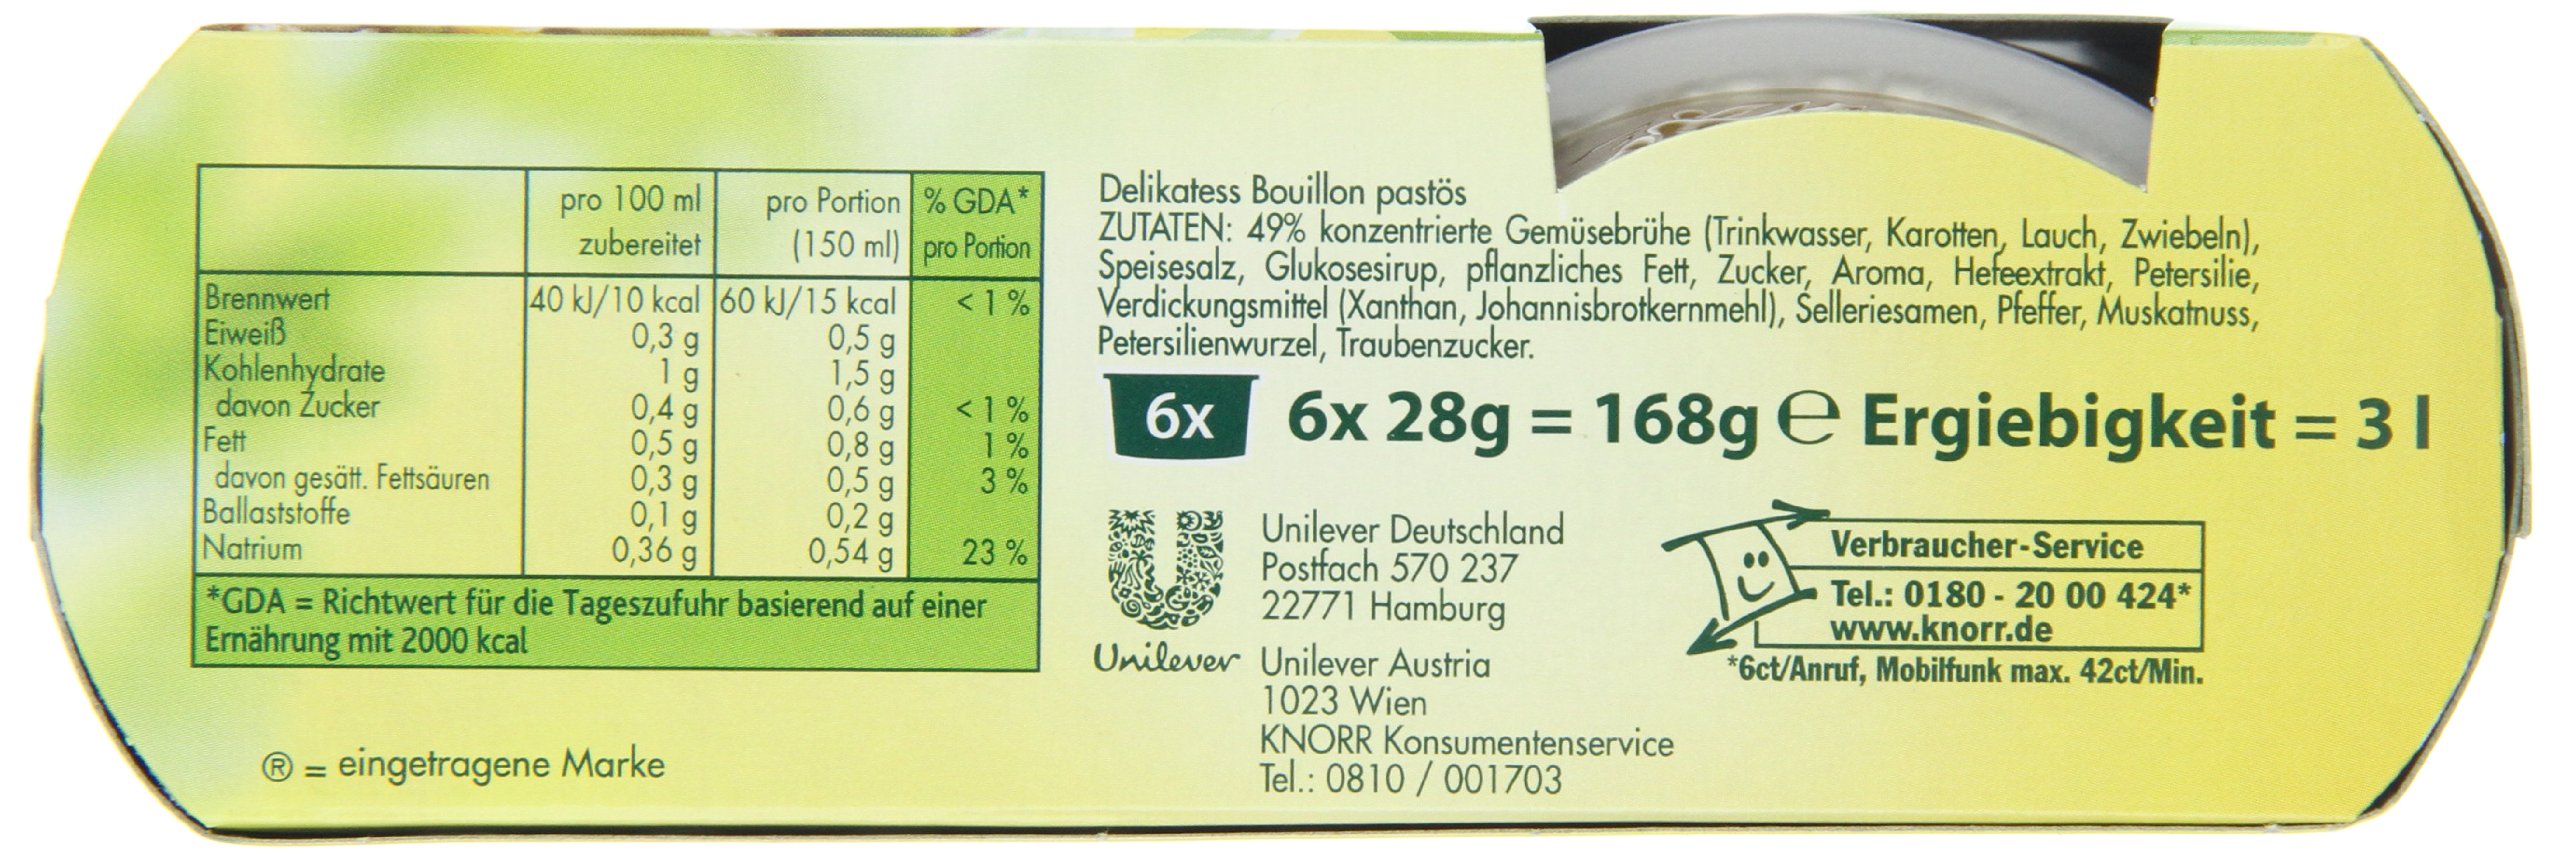 pro 100 ml zubereitet
pro Portion (150 ml)
% GDA* pro Portion
Brennwert 40 kJ/10 kcal 60 kJ/15 kcal < 1 %
Eiweiß 0,3 g 0,5 g
Kohlenhydrate 1 g 1,5 g
davon Zucker 0,4 g 0,6 g < 1 %
Fett 0,5 g 0,8 g 1 %
davon gesätt. Fettsäuren 0,3 g 0,5 g 3 %
Ballaststoffe 0,1 g 0,2 g
Natrium 0,36 g 0,54 g 23 %
*GDA = Richtwert für die Tageszufuhr basierend auf einer
Ernährung mit 2000 kcal
® = eingetragene Marke
Delikatess Bouillon pastös
ZUTATEN: 49% konzentrierte Gemüsebrühe (Trinkwasser, Karotten, Lauch, Zwiebeln),
Speisesalz, Glukosesirup, pflanzliches Fett, Zucker, Aroma, Hefeextrakt, Petersilie,
Verdickungsmittel (Xanthan, Johannisbrotkernmehl), Selleriesamen, Pfeffer, Muskatnuss,
Petersilienwurzel, Traubenzucker.
6x 6x 28g = 168g ℮ Ergiebigkeit = 3 l
Unilever
Unilever Deutschland
Postfach 570 237
22771 Hamburg
Unilever Austria
1023 Wien
KNORR Konsumentenservice
Tel.: 0810 / 001703
Verbraucher-Service
Tel.: 0180 - 20 00 424*
www.knorr.de
*6ct/Anruf, Mobilfunk max. 42ct/Min.